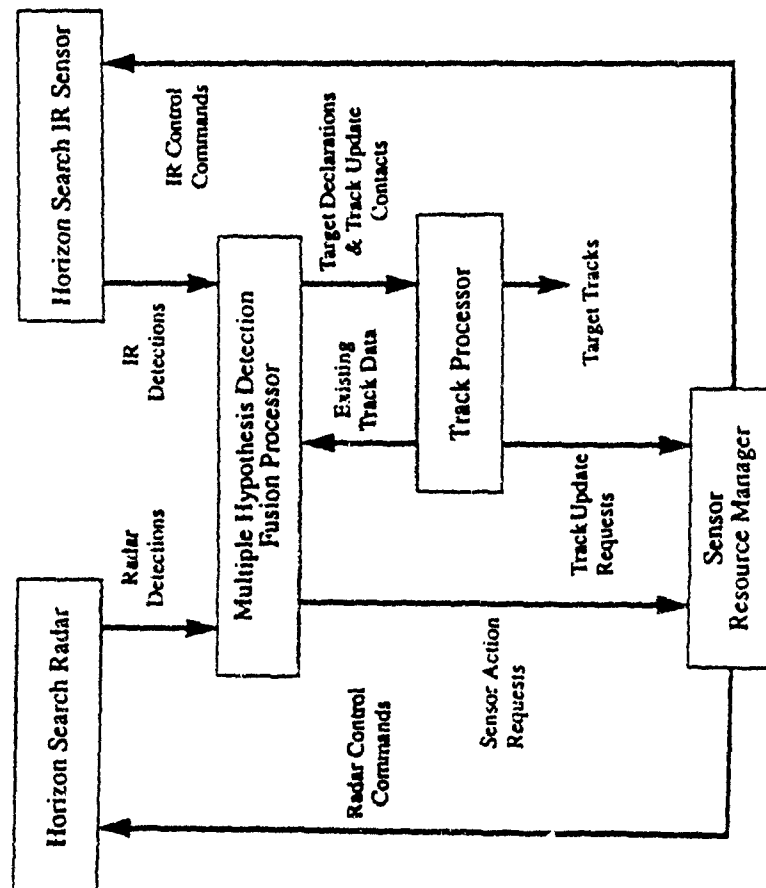 Horizon Search Radar
Horizon Search IR Sensor
Radar
Detections
IR
Detections
IR Control
Commands
Multiple Hypothesis Detection
Fusion Processor
Radar Control
Commands
Existing
Track Data
Target Declarations
& Track Update
Contacts
Track Processor
Sensor Action
Requests
Track Update
Requests
Target Tracks
Sensor
Resource Manager